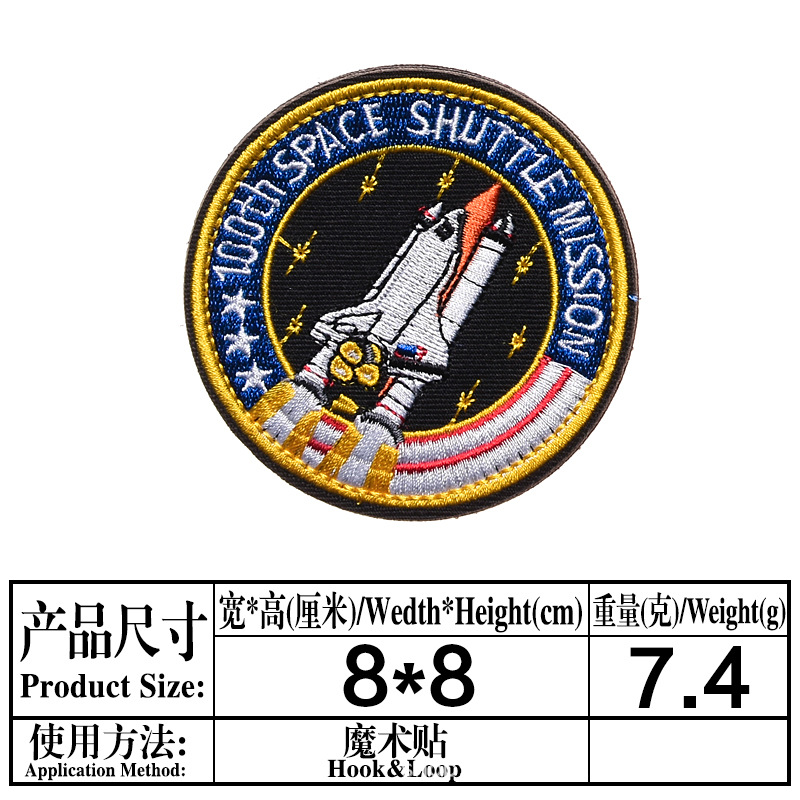 100th SPACE SHUTTLE MISSION
产品尺寸
Product Size:
宽*高(厘米)/Wedth*Height(cm)
重量(克)/Weight(g)
8*8
7.4
使用方法:
Application Method:
魔术贴
Hook&Loop